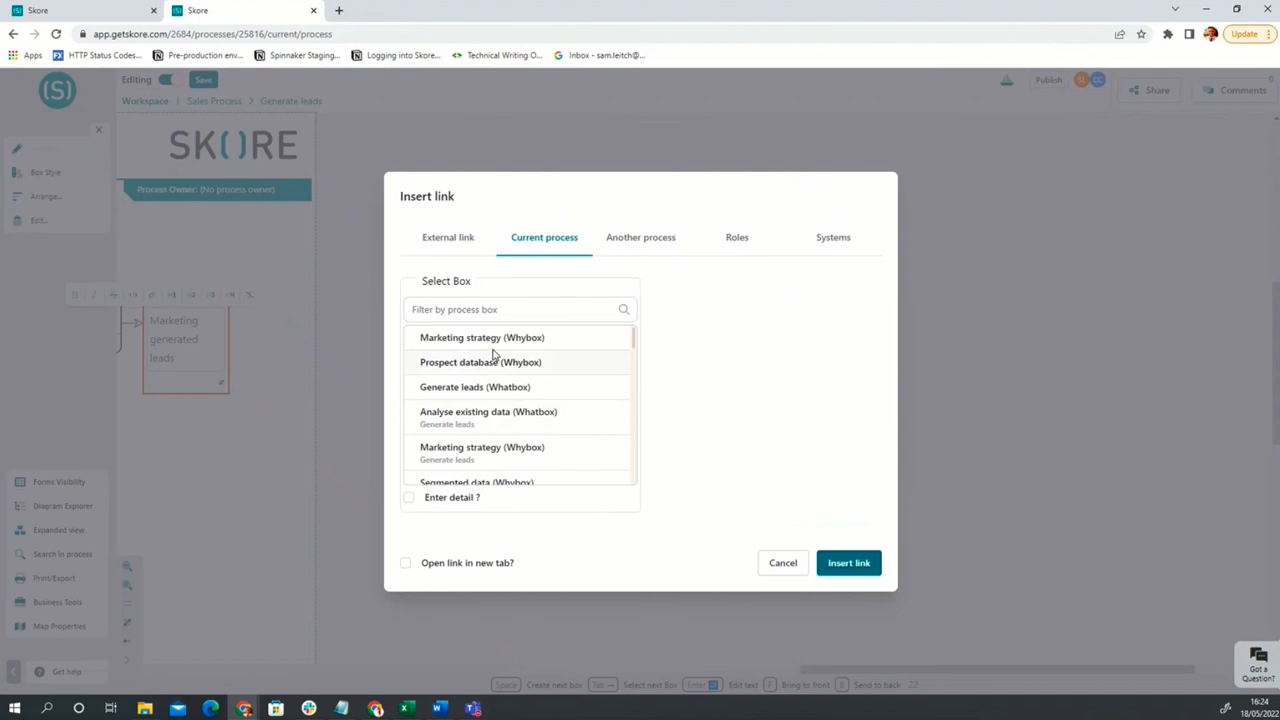 Skore
Skore
app.getskore.com/2684/processes/25816/current/process
Update
Apps
HTTP Status Codes...
Pre-production env...
Spinnaker Staging...
Logging into Skore...
Technical Writing O...
Inbox - sam.leitch@...
(S)
Editing
Save
Publish
SL
CC
Share
Comments
0
Workspace
Sales Process
>
Generate leads
SKORE
Process Owner: (No process owner)
Box Style
Arrange...
Edit...
Marketing
generated
leads
Insert link
External link
Current process
Another process
Roles
Systems
Select Box
Filter by process box
Marketing strategy (Whybox)
Prospect database (Whybox)
Generate leads (Whatbox)
Analyse existing data (Whatbox)
Generate leads
Marketing strategy (Whybox)
Generate leads
Segmented data (Whybox)
Enter detail ?
Open link in new tab?
Cancel
Insert link
Forms Visibility
Diagram Explorer
Expanded view
Search in process
Print/Export
Business Tools
Map Properties
Get help
Space
Create next box
Tab
Select next Box
Enter
Edit text
F
Bring to front
B
Send to back
Got a
Question?
16:24
18/05/2022